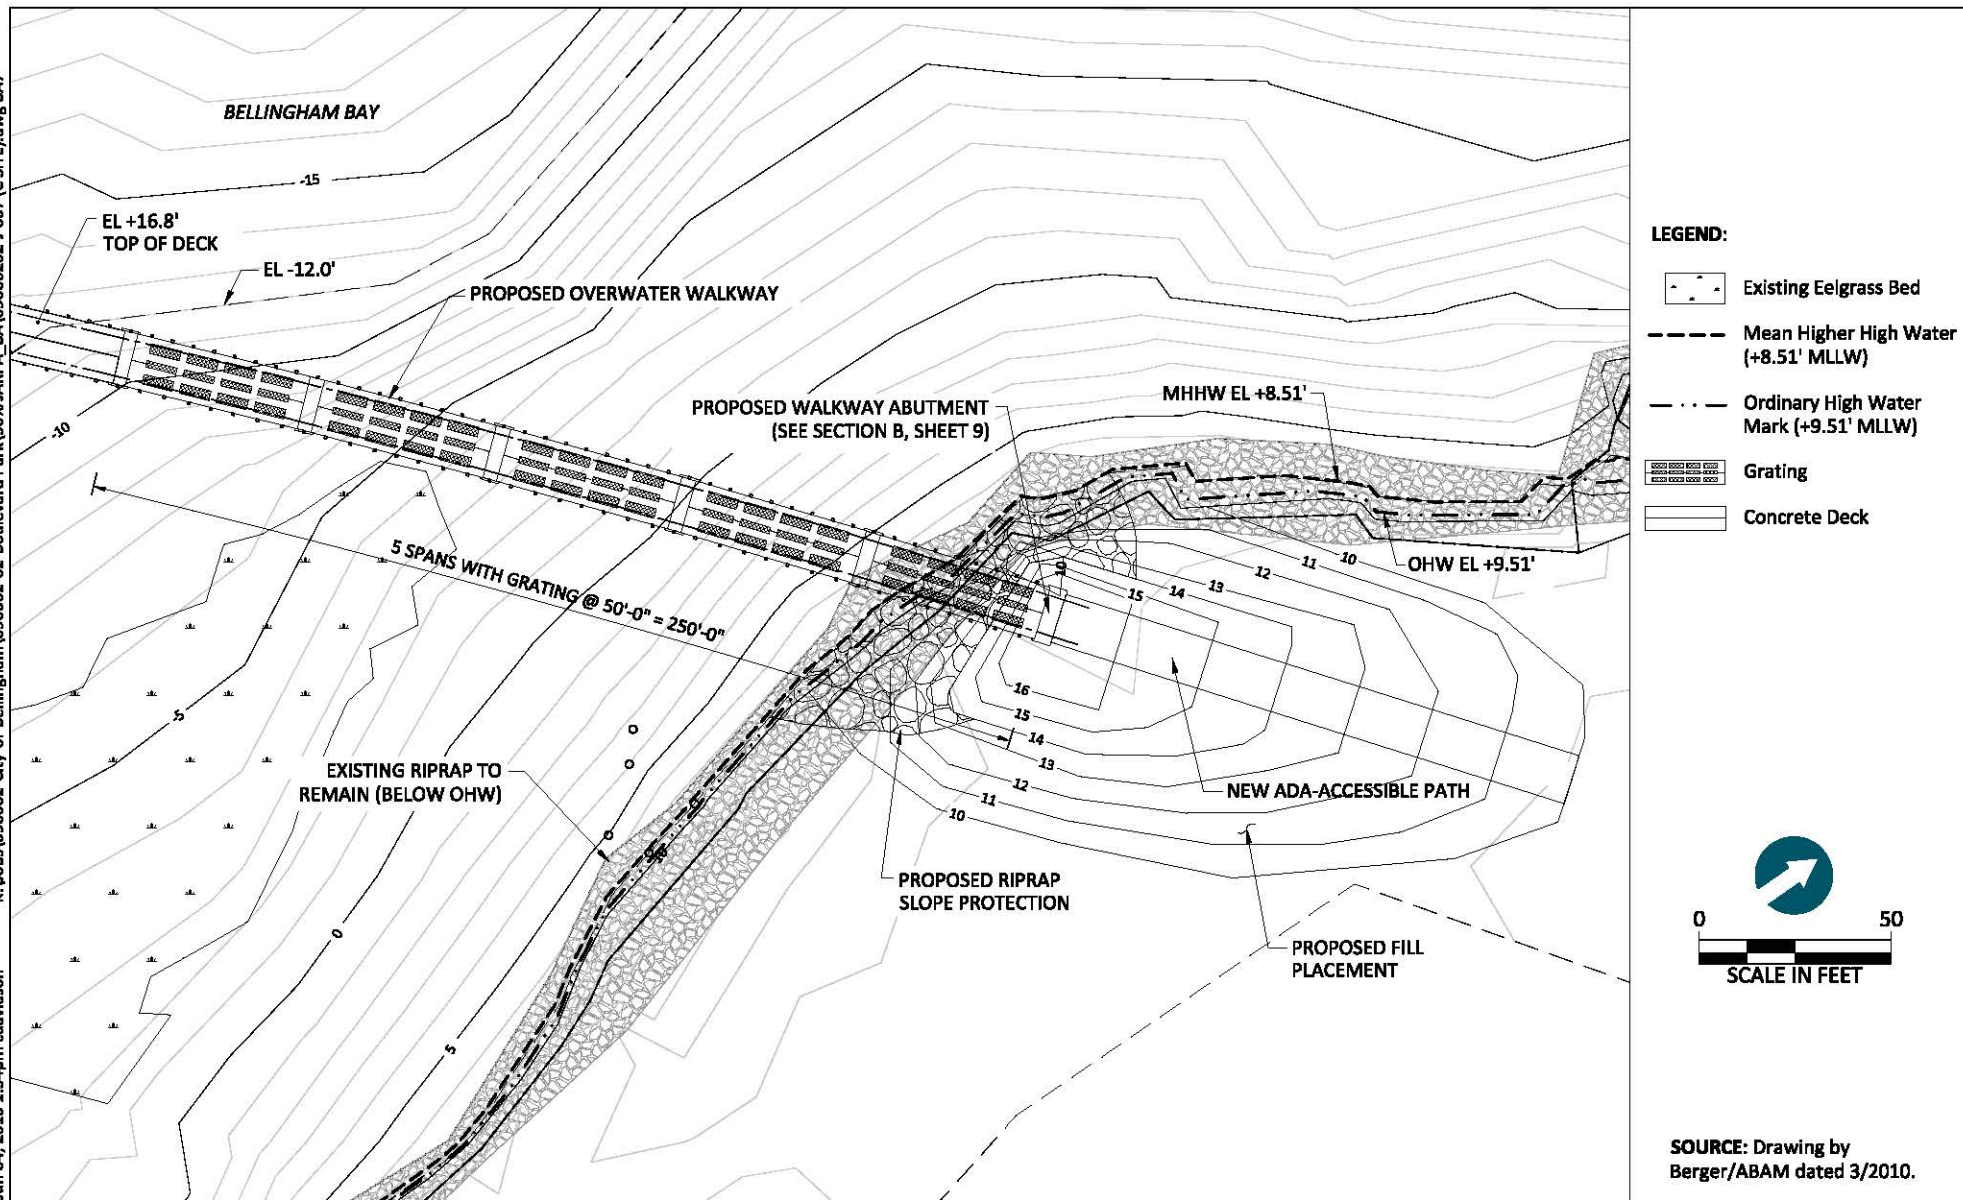 BELLINGHAM BAY
-15
EL +16.8'
TOP OF DECK
EL -12.0'
PROPOSED OVERWATER WALKWAY
-10
PROPOSED WALKWAY ABUTMENT
(SEE SECTION B, SHEET 9)
MHHW EL +8.51'
5 SPANS WITH GRATING @ 50'-0" = 250'-0"
OHW EL +9.51'
10
11
12
13
14
15
10
16
15
14
13
12
11
10
-5
0
5
EXISTING RIPRAP TO
REMAIN (BELOW OHW)
NEW ADA-ACCESSIBLE PATH
PROPOSED RIPRAP
SLOPE PROTECTION
PROPOSED FILL
PLACEMENT
LEGEND:
Existing Eelgrass Bed
Mean Higher High Water
(+8.51' MLLW)
Ordinary High Water
Mark (+9.51' MLLW)
Grating
Concrete Deck
0 50
SCALE IN FEET
SOURCE: Drawing by
Berger/ABAM dated 3/2010.